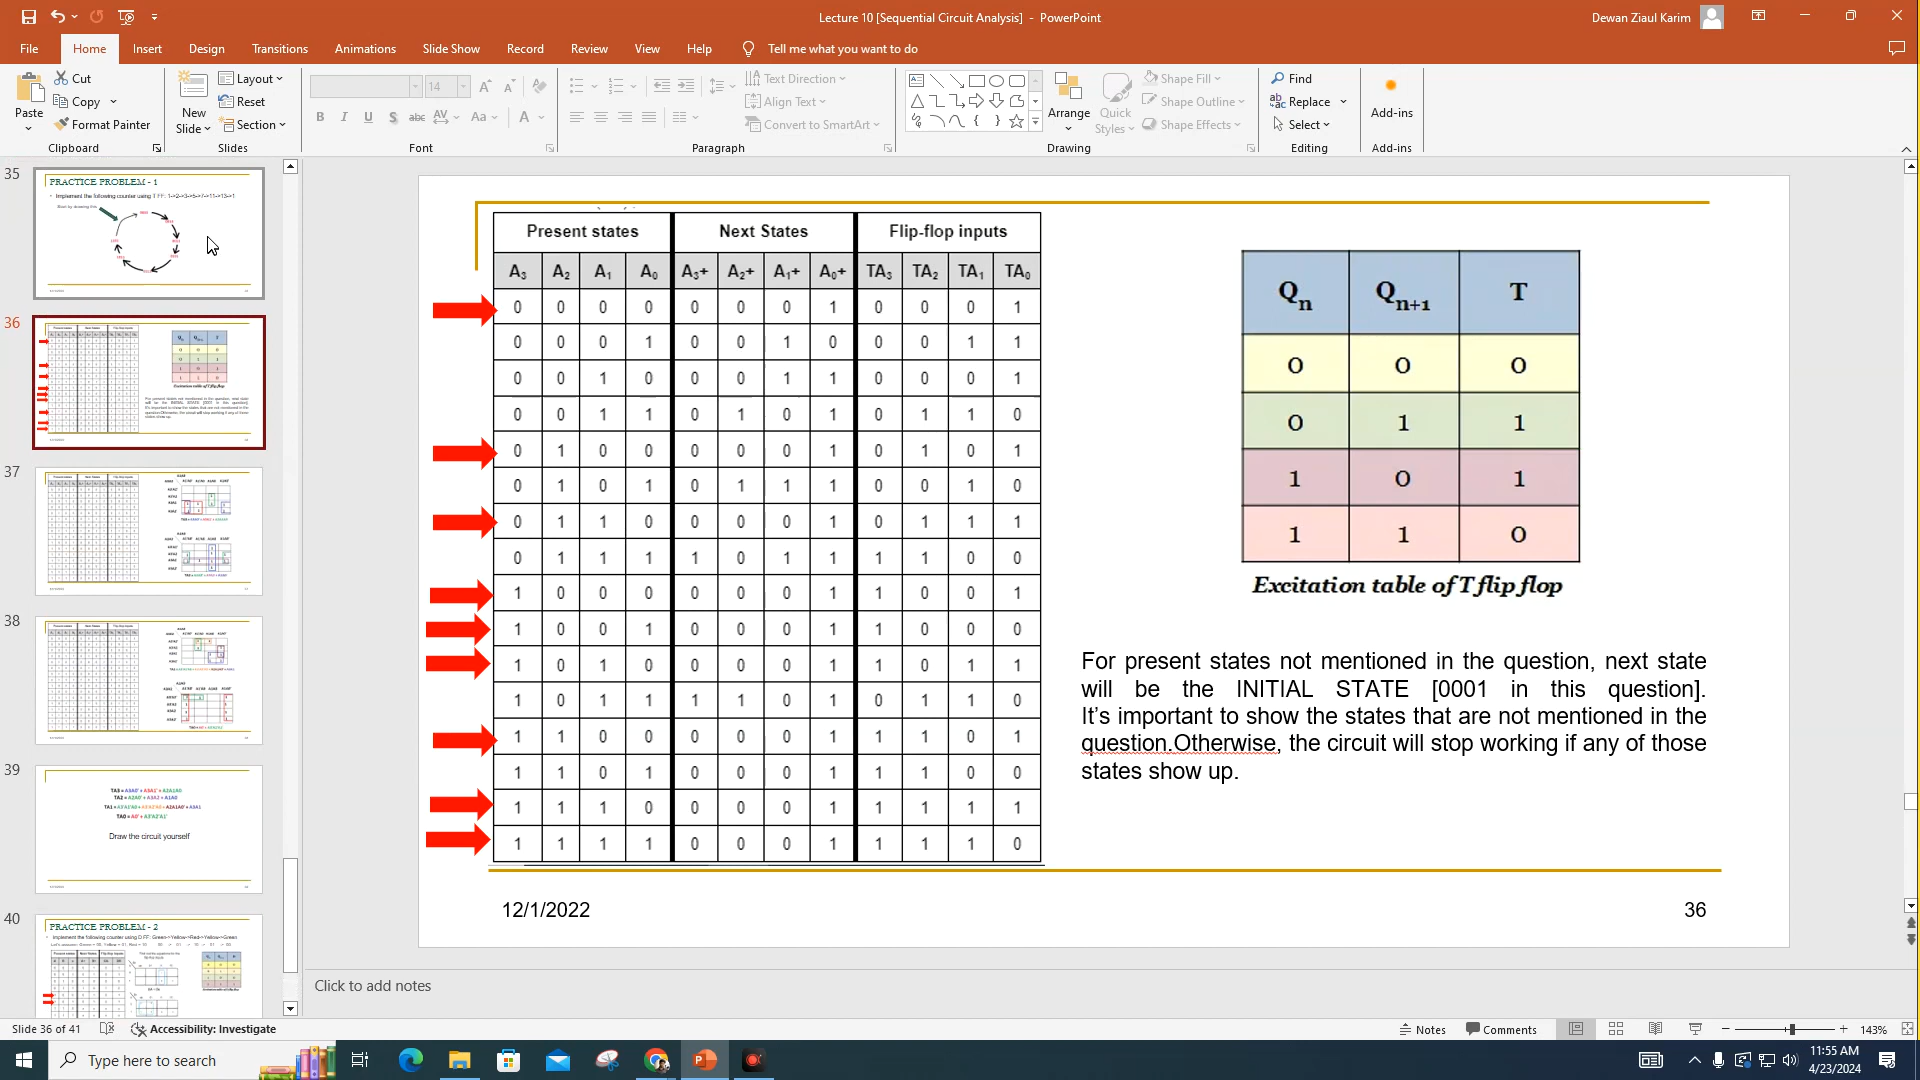 Lecture 10 [Sequential Circuit Analysis] - PowerPoint
Dewan Ziaul Karim
File Home Insert Design Transitions Animations Slide Show Record Review View Help Tell me what you want to do
Paste
Cut
Copy
Format Painter
Clipboard
New Slide
Layout
Reset
Section
Slides
14
B I U S abc AV Aa A
Font
Text Direction
Align Text
Convert to SmartArt
Paragraph
Arrange
Quick Styles
Shape Fill
Shape Outline
Shape Effects
Drawing
Find
Replace
Select
Editing
Add-ins
Add-ins
35
PRACTICE PROBLEM - 1
36
37
38
39
Draw the circuit yourself
40
PRACTICE PROBLEM - 2
Present states Next States Flip-flop inputs
A3 A2 A1 A0 A3+ A2+ A1+ A0+ TA3 TA2 TA1 TA0
0 0 0 0 0 0 0 1 0 0 0 1
0 0 0 1 0 0 1 0 0 0 1 1
0 0 1 0 0 0 1 1 0 0 0 1
0 0 1 1 0 1 0 1 0 1 1 0
0 1 0 0 0 0 0 1 0 1 0 1
0 1 0 1 0 1 1 1 0 0 1 0
0 1 1 0 0 0 0 1 0 1 1 1
0 1 1 1 1 0 1 1 1 1 0 0
1 0 0 0 0 0 0 1 1 0 0 1
1 0 0 1 0 0 0 1 1 0 0 0
1 0 1 0 0 0 0 1 1 0 1 1
1 0 1 1 1 1 0 1 0 1 1 0
1 1 0 0 0 0 0 1 1 1 0 1
1 1 0 1 0 0 0 1 1 1 0 0
1 1 1 0 0 0 0 1 1 1 1 1
1 1 1 1 0 0 0 1 1 1 1 0
Qn Qn+1 T
0 0 0
0 1 1
1 0 1
1 1 0
Excitation table of T flip flop
For present states not mentioned in the question, next state
will be the INITIAL STATE [0001 in this question].
It's important to show the states that are not mentioned in the
question.Otherwise, the circuit will stop working if any of those
states show up.
12/1/2022
36
Click to add notes
Slide 36 of 41
Accessibility: Investigate
Notes
Comments
143%
Type here to search
11:55 AM
4/23/2024